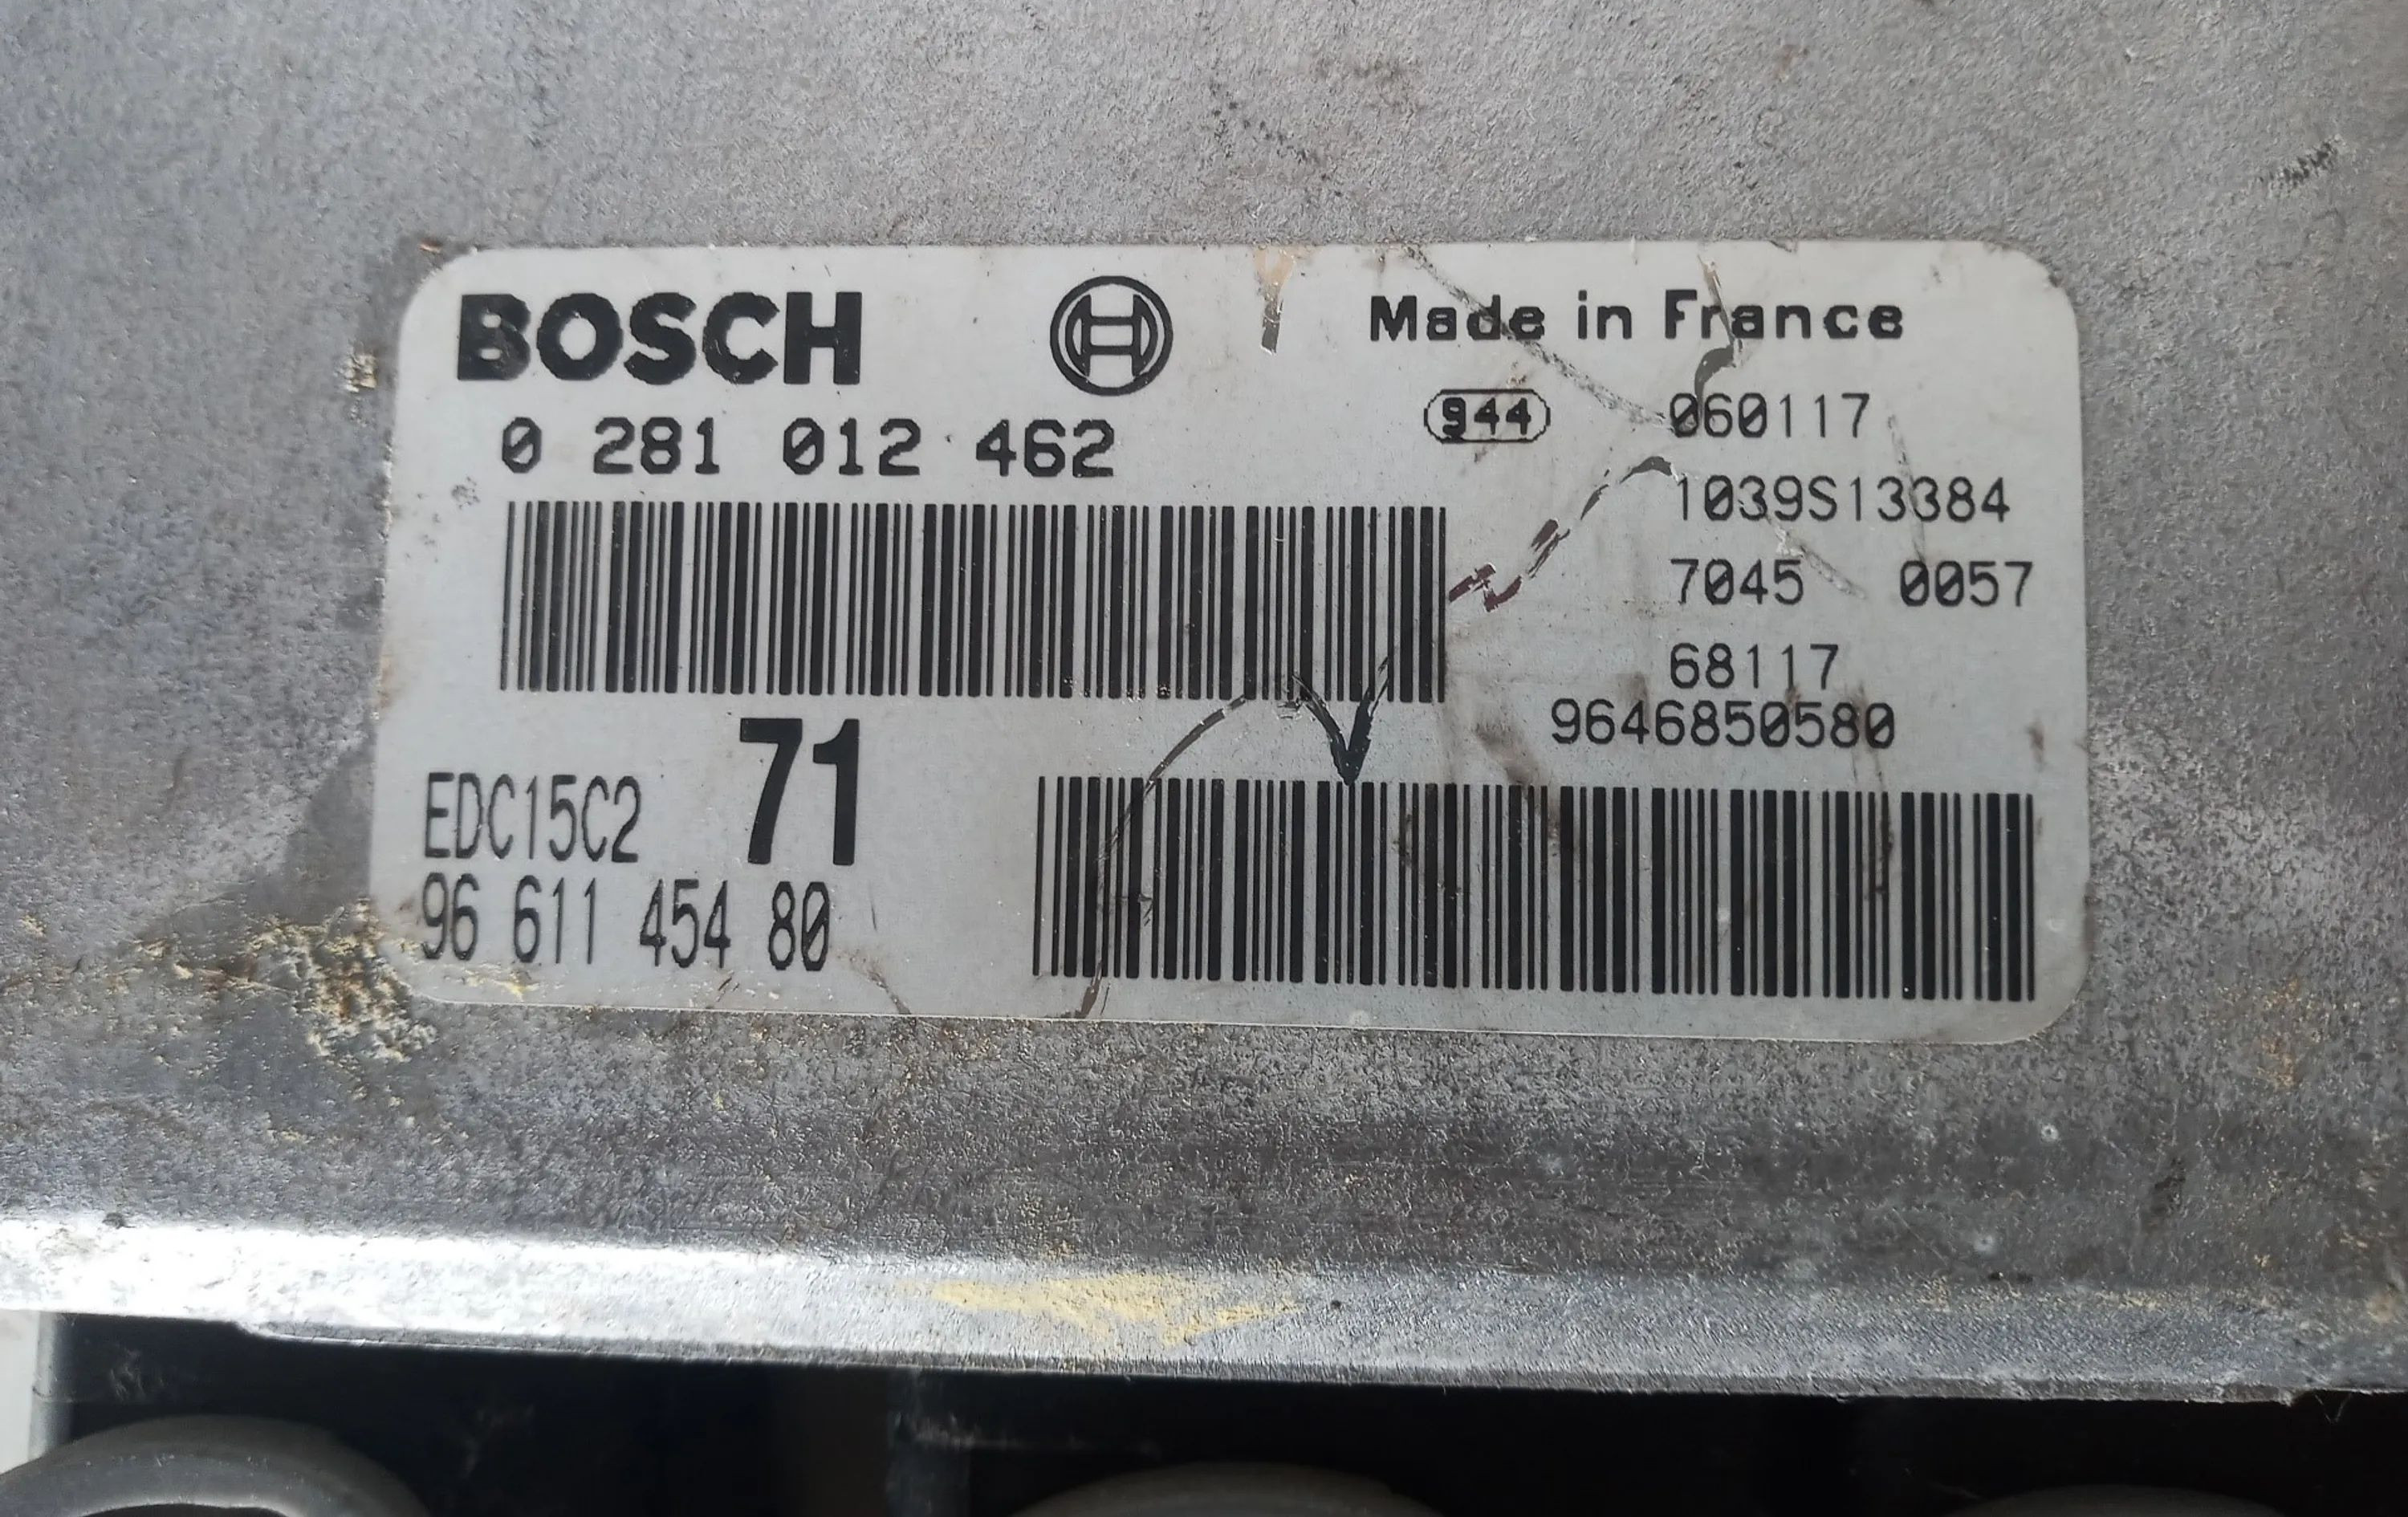 BOSCH
Made in France
0 281 012 462
944 060117
1039S13384
7045 0057
68117
9646850580
71
EDC15C2
96 611 454 80